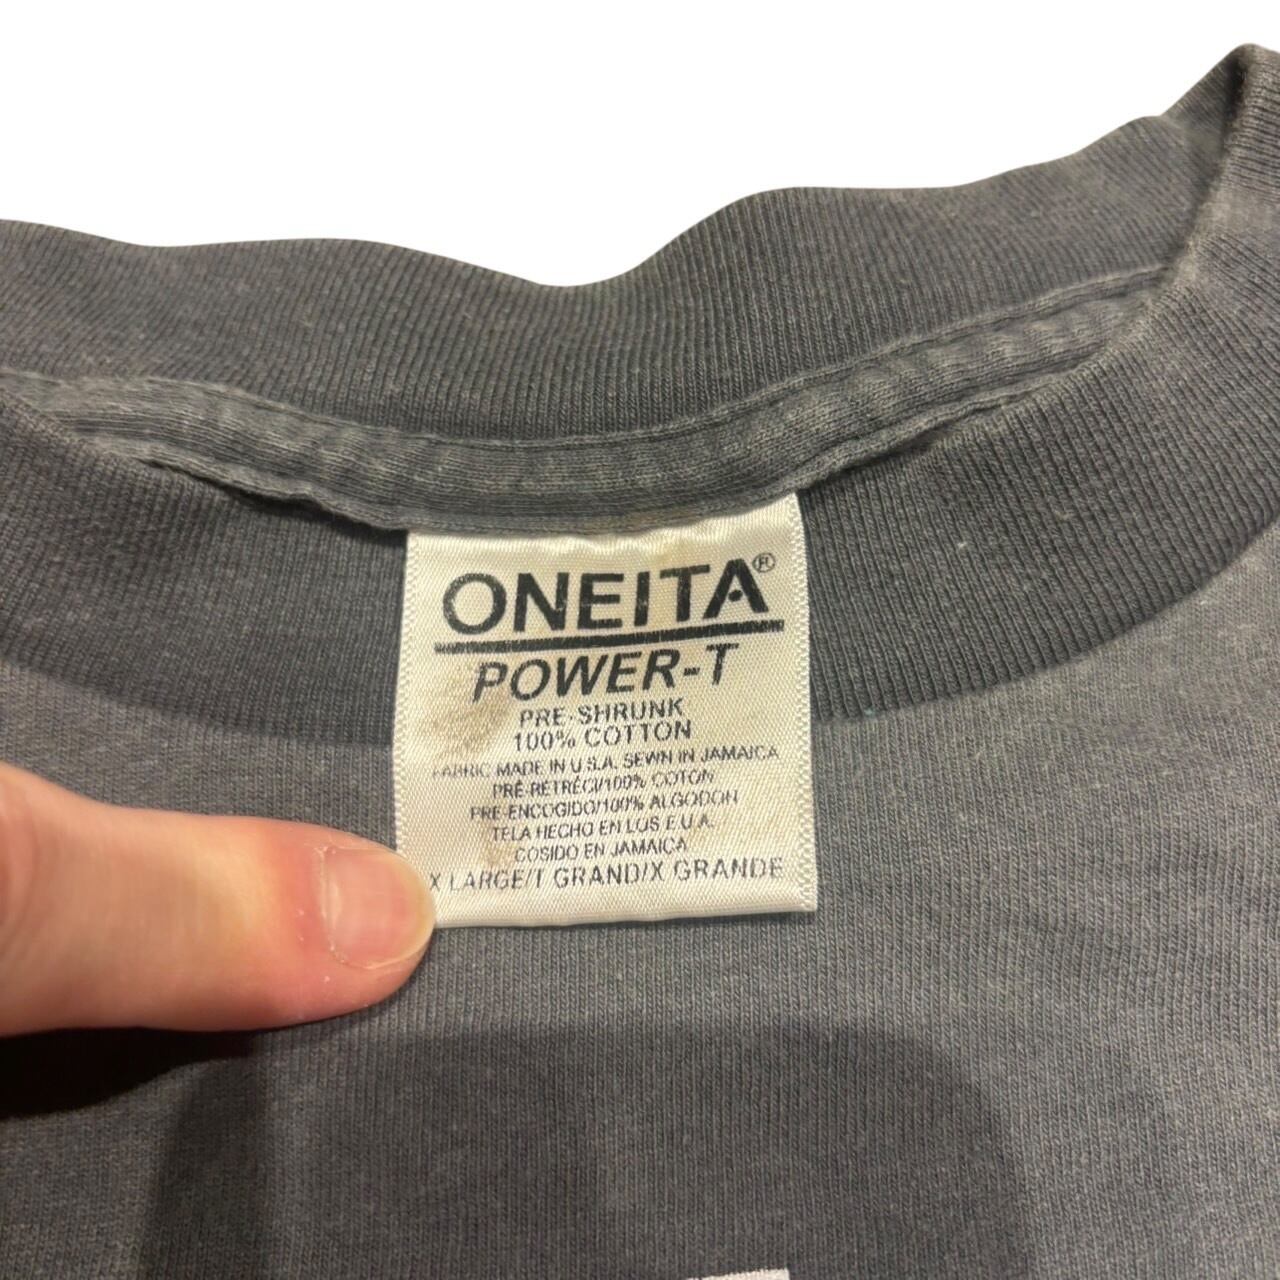 ONEITA®
POWER-T
PRE-SHRUNK
100% COTTON
FABRIC MADE IN U.S.A. SEWN IN JAMAICA
PRÉ-RETRÉCI/100% COTON
PRE-ENCOGIDO/100% ALGODON
TELA HECHO EN LOS E.U.A.
COSIDO EN JAMAICA
X LARGE/T GRAND/X GRANDE